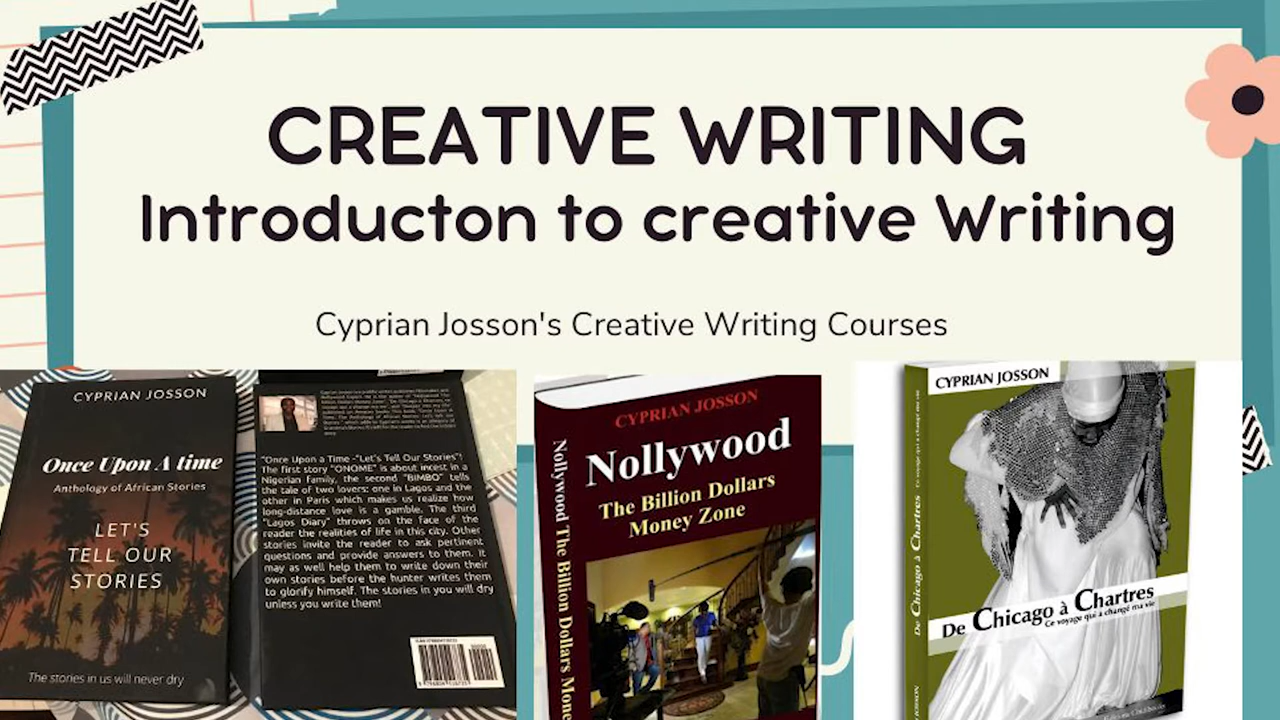 CREATIVE WRITING
Introducton to creative Writing
Cyprian Josson's Creative Writing Courses
CYPRIAN JOSSON
Once Upon A time
Anthology of African Stories
LET'S
TELL OUR
STORIES
The stories in us will never dry
"Once Upon a Time -"Let's Tell Our Stories"!
The first story "ONOME" is about incest in a
Nigerian family, the second "BIMBO" tells
the tale of two lovers: one in Lagos and the
other in Paris which makes us realize how
long-distance love is a gamble. The third
"Lagos Diary" throws on the face of the
reader the realities of life in this city. Other
stories invite the reader to ask pertinent
questions and provide answers to them. It
may as well help them to write down their
own stories before the hunter writes them
to glorify himself. The stories in you will dry
unless you write them!
CYPRIAN JOSSON
Nollywood
The Billion Dollars
Money Zone
Nollywood The Billion Dollars Mone
CYPRIAN JOSSON
De Chicago à Chartres
Ce voyage qui a changé ma vie
De Chicago à Chartres
Ce voyage qui a changé ma vie
JOSSON